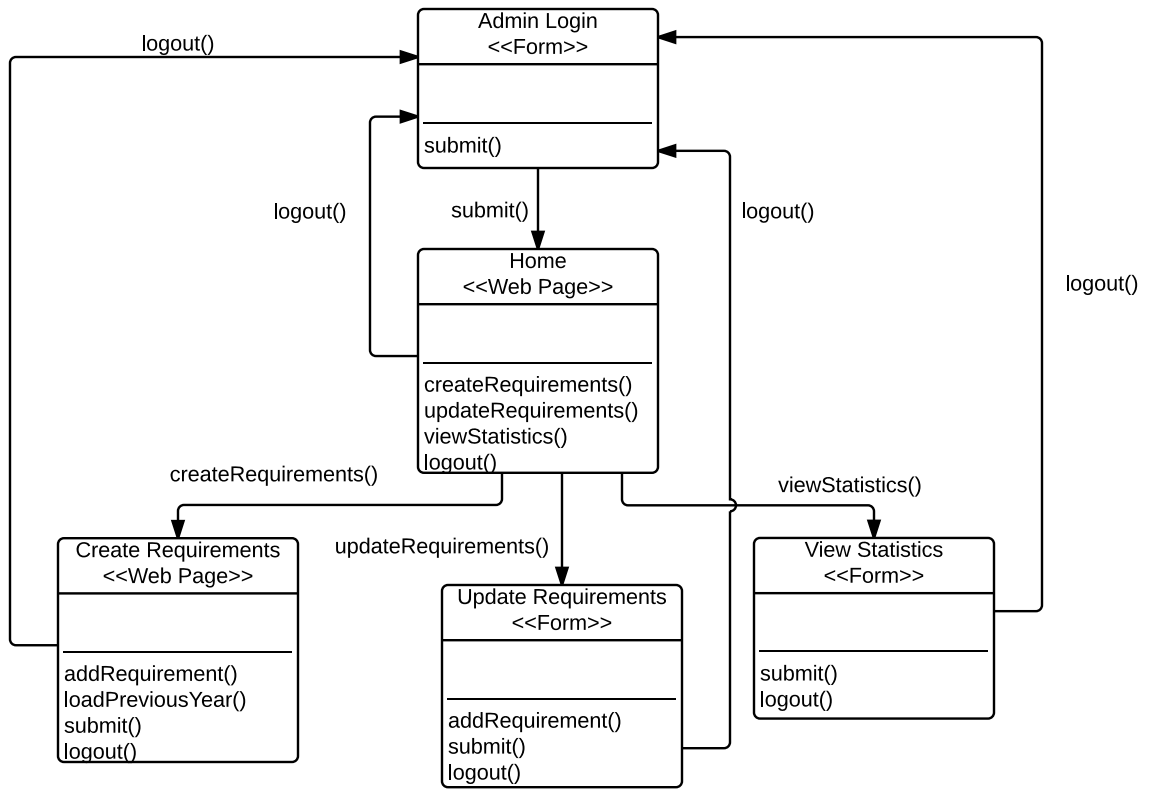 Admin Login
<<Form>>
submit()
logout()
logout()
submit()
logout()
logout()
Home
<<Web Page>>
createRequirements()
updateRequirements()
viewStatistics()
logout()
createRequirements()
updateRequirements()
viewStatistics()
Create Requirements
<<Web Page>>
addRequirement()
loadPreviousYear()
submit()
logout()
Update Requirements
<<Form>>
addRequirement()
submit()
logout()
View Statistics
<<Form>>
submit()
logout()